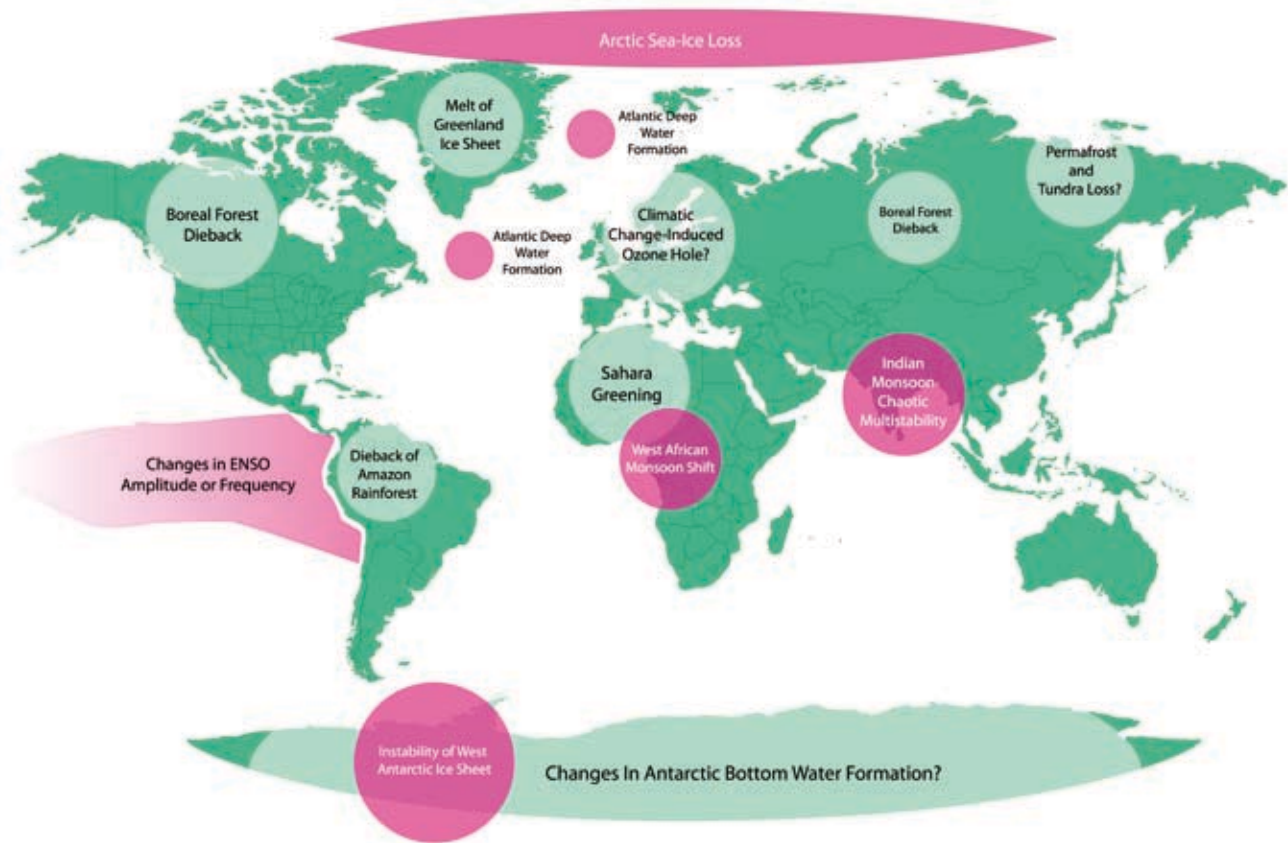 Arctic Sea-Ice Loss
Melt of
Greenland
Ice Sheet
Atlantic Deep
Water
Formation
Permafrost
and
Tundra Loss?
Boreal Forest
Dieback
Climatic
Change-Induced
Ozone Hole?
Boreal Forest
Dieback
Atlantic Deep
Water
Formation
Sahara
Greening
Indian
Monsoon
Chaotic
Multistability
Changes in ENSO
Amplitude or Frequency
Dieback of
Amazon
Rainforest
West African
Monsoon Shift
Instability of West
Antarctic Ice Sheet
Changes In Antarctic Bottom Water Formation?